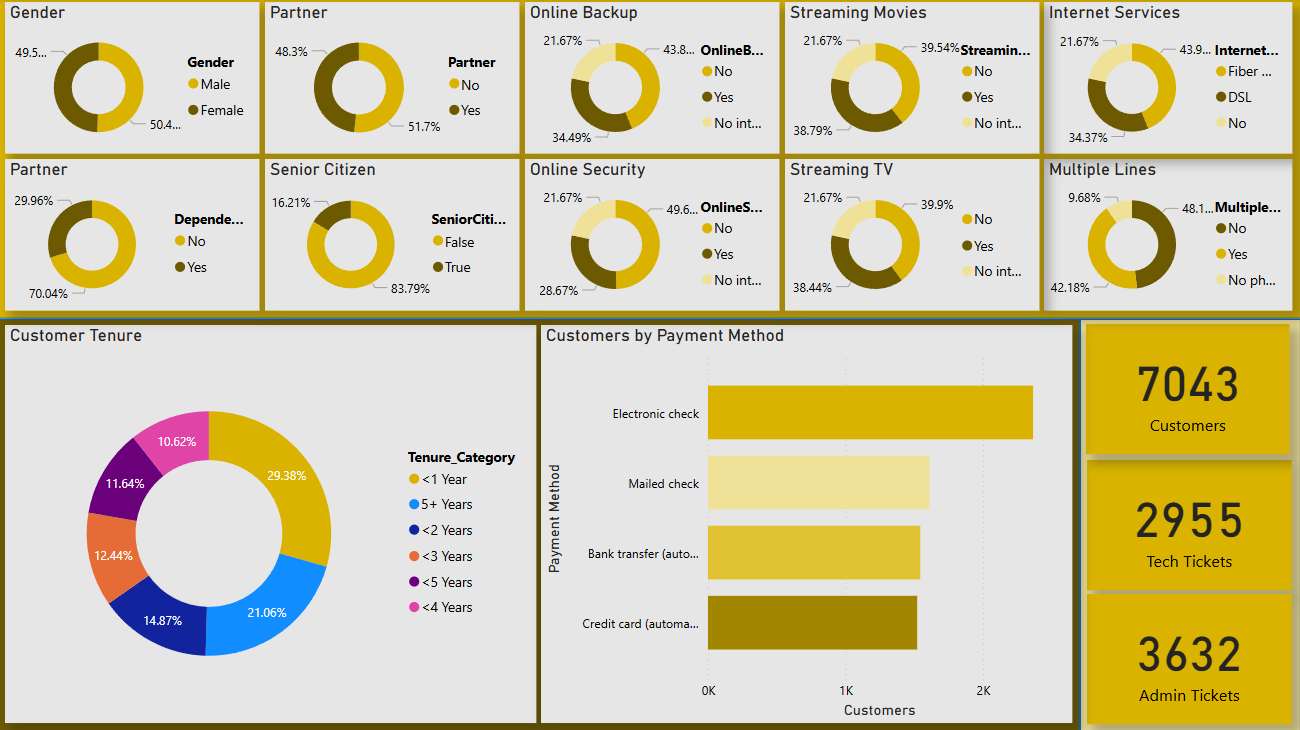 Gender
49.5...
50.4...
Gender
Male
Female
Partner
48.3%
51.7%
Partner
No
Yes
Online Backup
21.67%
43.8...
34.49%
OnlineB...
No
Yes
No int...
Streaming Movies
21.67%
39.54%
38.79%
Streamin...
No
Yes
No int...
Internet Services
21.67%
43.9...
34.37%
Internet...
Fiber ...
DSL
No
Partner
29.96%
70.04%
Depende...
No
Yes
Senior Citizen
16.21%
83.79%
SeniorCiti...
False
True
Online Security
21.67%
49.6...
28.67%
OnlineS...
No
Yes
No int...
Streaming TV
21.67%
39.9%
38.44%
No
Yes
No int...
Multiple Lines
9.68%
48.1...
42.18%
Multiple...
No
Yes
No ph...
Customer Tenure
10.62%
29.38%
11.64%
12.44%
14.87%
21.06%
Tenure_Category
<1 Year
5+ Years
<2 Years
<3 Years
<5 Years
<4 Years
Customers by Payment Method
Payment Method
Electronic check
Mailed check
Bank transfer (auto...
Credit card (automa...
0K
1K
2K
Customers
7043
Customers
2955
Tech Tickets
3632
Admin Tickets